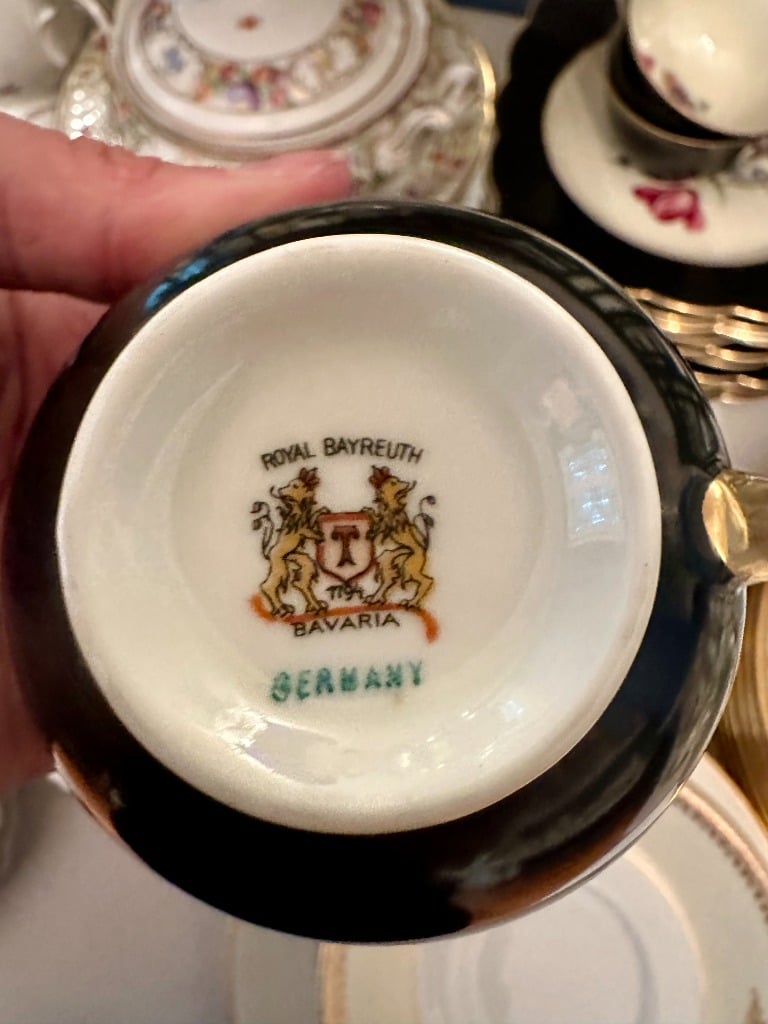 ROYAL BAYREUTH
T
1794
BAVARIA
GERMANY